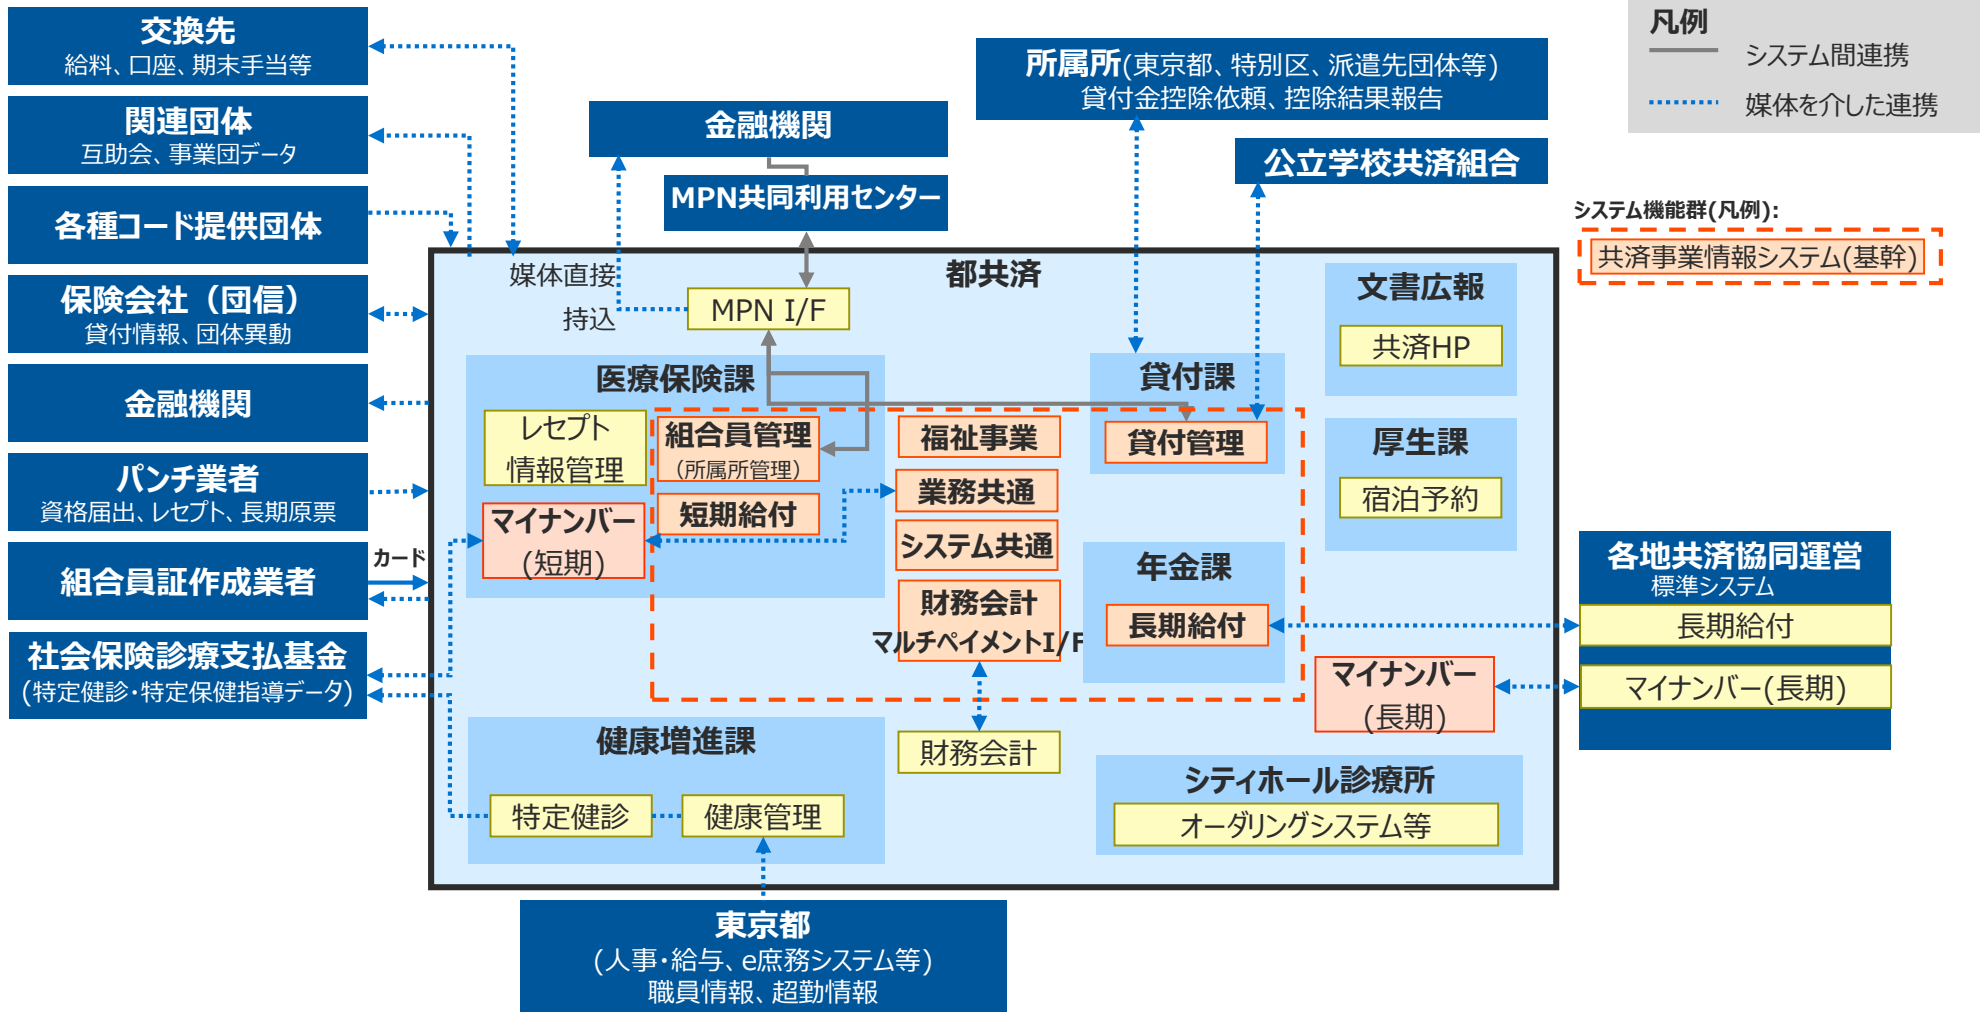 交換先
給料、口座、期末手当等
関連団体
互助会、事業団データ
各種コード提供団体
保険会社（団信）
貸付情報、団体異動
金融機関
パンチ業者
資格届出、レセプト、長期原票
組合員証作成業者
カード
社会保険診療支払基金
(特定健診・特定保健指導データ)
金融機関
MPN共同利用センター
所属所(東京都、特別区、派遣先団体等)
貸付金控除依頼、控除結果報告
公立学校共済組合
凡例
システム間連携
媒体を介した連携
システム機能群(凡例):
共済事業情報システム(基幹)
都共済
媒体直接
持込
MPN I/F
医療保険課
レセプト
情報管理
組合員管理
(所属所管理)
短期給付
マイナンバー
(短期)
福祉事業
業務共通
システム共通
財務会計
マルチペイメントI/F
財務会計
貸付課
貸付管理
年金課
長期給付
文書広報
共済HP
厚生課
宿泊予約
マイナンバー
(長期)
各地共済協同運営
標準システム
長期給付
マイナンバー(長期)
健康増進課
特定健診
健康管理
シティホール診療所
オーダリングシステム等
東京都
(人事・給与、e庶務システム等)
職員情報、超勤情報